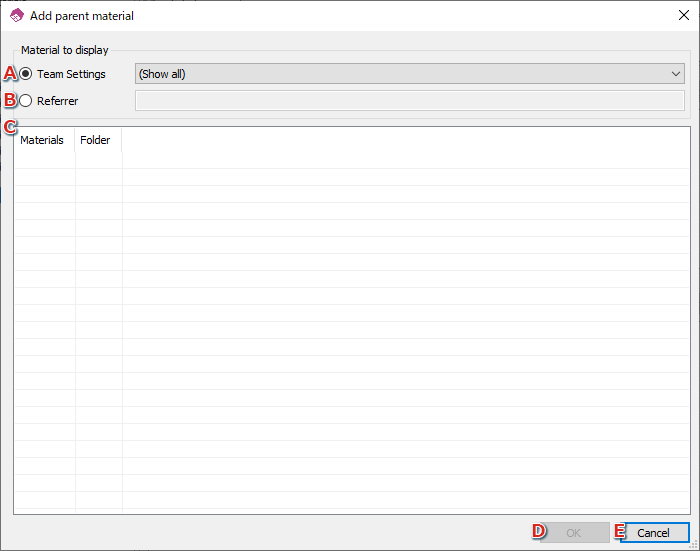 Add parent material
Material to display
A Team Settings (Show all)
B Referrer
C
Materials Folder
D OK E Cancel